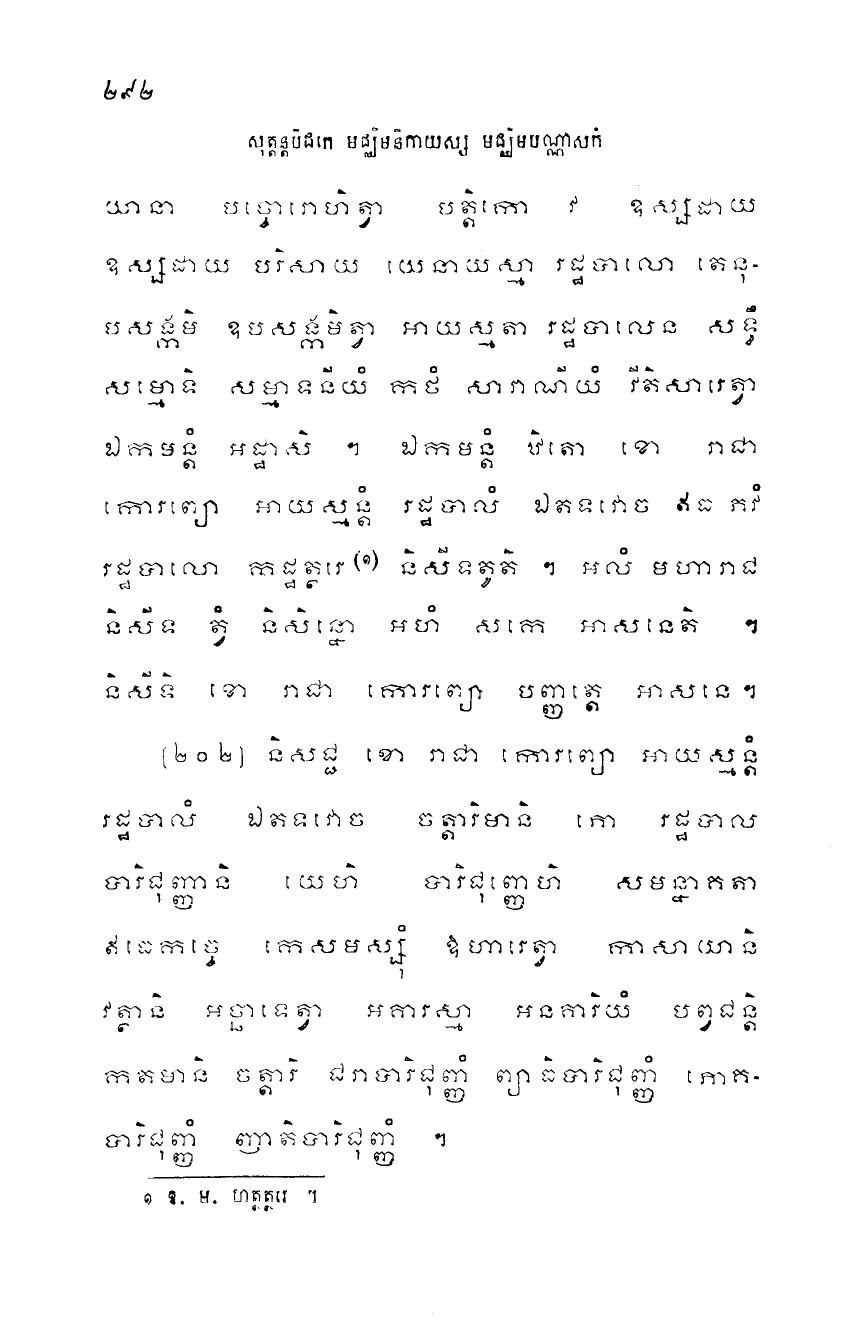 ២៩២
សុត្តន្តបិដកេ មជ្ឈិមនិកាយស្ស មជ្ឈិមបណ្ណាសកំ
យានា បច្ចោរោហិត្វា បត្តិកោ វ ឧស្សដាយ
ឧស្សដាយ បរិសាយ យេនាយស្មា រដ្ឋបាលោ តេនុ-
បសង្កមិ ឧបសង្កមិត្វា អាយស្មតា រដ្ឋបាលេន សទ្ធឹ
សម្មោទិ សម្មោទនីយំ កថំ សារាណីយំ វីតិសារេត្វា
ឯកមន្តំ អដ្ឋាសិ ។ ឯកមន្តំ ឋិតោ ខោ រាជា
កោរព្យោ អាយស្មន្តំ រដ្ឋបាលំ ឯតទវោច ឥធ ភវំ
រដ្ឋបាលោ កដ្ឋត្ថរេ (១) និសីទតូតិ ។ អលំ មហារាជ
និសីទ ត្វំ និសិន្នោ អហំ សកេ អាសនេតិ ។
និសីទិ ខោ រាជា កោរព្យោ បញ្ញត្តេ អាសនេ ។
[២០២] និសជ្ជ ខោ រាជា កោរព្យោ អាយស្មន្តំ
រដ្ឋបាលំ ឯតទវោច ចត្តារិមានិ ភោ រដ្ឋបាល
បារិជុញ្ញានិ យេហិ បារិជុញ្ញេហិ សមន្នាគតា
ឥធេកច្ចេ កេសមស្សុំ ឱហារេត្វា កាសាយានិ
វត្ថានិ អច្ឆាទេត្វា អគារស្មា អនគារិយំ បព្វជន្តិ
កតមានិ ចត្តារិ ជរាបារិជុញ្ញំ ព្យាធិបារិជុញ្ញំ ភោគ-
បារិជុញ្ញំ ញាតិបារិជុញ្ញំ ។
១ ឱ. ម. ហត្ថត្ថរេ ។